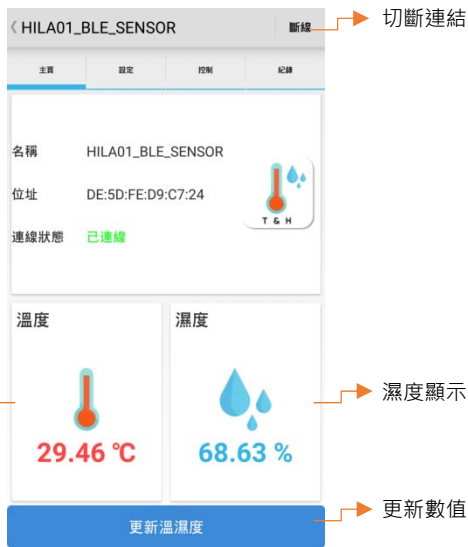 HILA01_BLE_SENSOR 斷線
切斷連結
主頁 設定 控制 紀錄
名稱 HILA01_BLE_SENSOR
位址 DE:5D:FE:D9:C7:24
T & H
連線狀態 已連線
溫度 濕度
濕度顯示
29.46 ℃ 68.63 %
更新溫濕度
更新數值